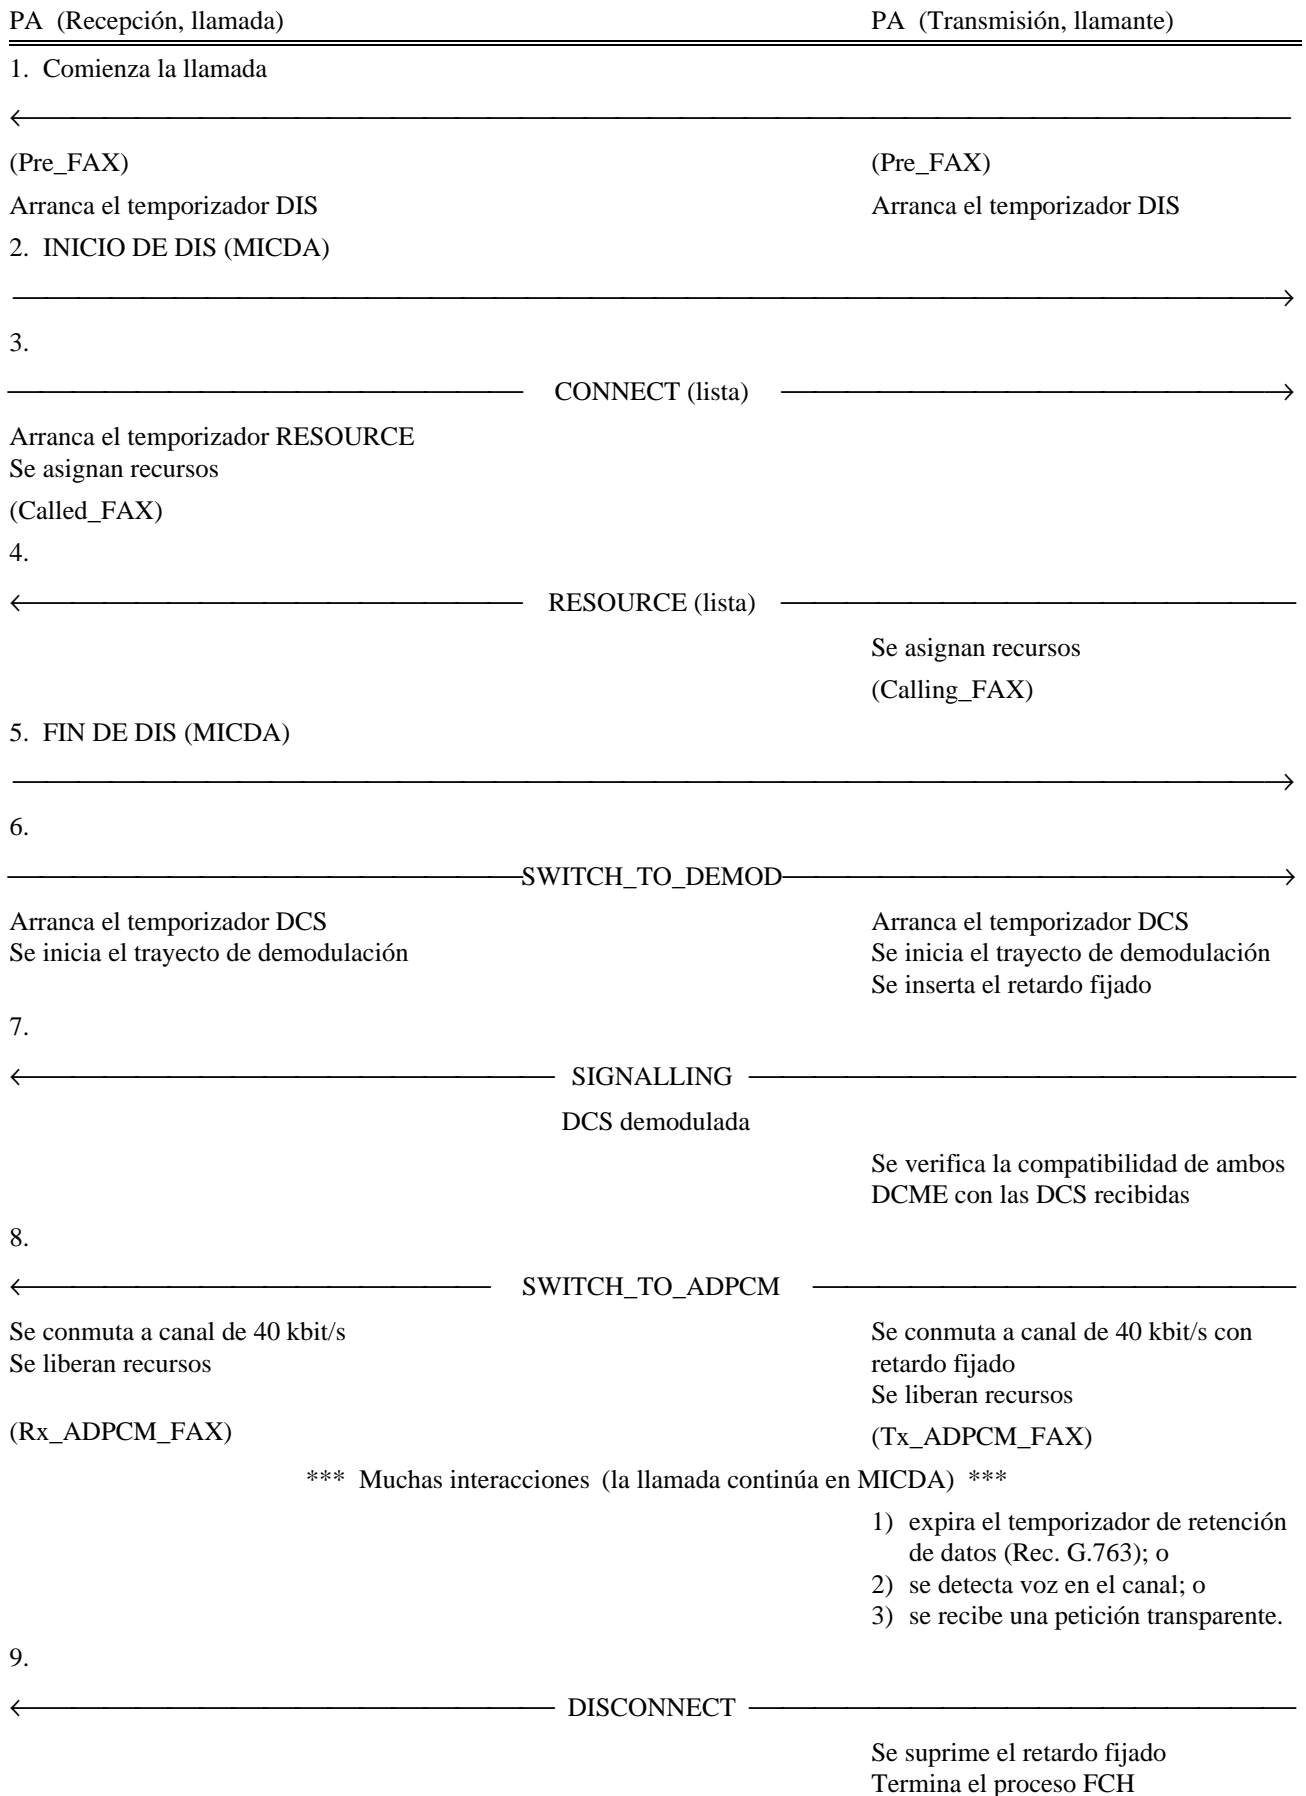 PA (Recepción, llamada) PA (Transmisión, llamante)
1. Comienza la llamada
(Pre_FAX) (Pre_FAX)
Arranca el temporizador DIS Arranca el temporizador DIS
2. INICIO DE DIS (MICDA)
3.
CONNECT (lista)
Arranca el temporizador RESOURCE
Se asignan recursos
(Called_FAX)
4.
RESOURCE (lista)
Se asignan recursos
(Calling_FAX)
5. FIN DE DIS (MICDA)
6.
SWITCH_TO_DEMOD
Arranca el temporizador DCS Arranca el temporizador DCS
Se inicia el trayecto de demodulación Se inicia el trayecto de demodulación
Se inserta el retardo fijado
7.
SIGNALLING
DCS demodulada
Se verifica la compatibilidad de ambos
DCME con las DCS recibidas
8.
SWITCH_TO_ADPCM
Se conmuta a canal de 40 kbit/s Se conmuta a canal de 40 kbit/s con
Se liberan recursos retardo fijado
Se liberan recursos
(Rx_ADPCM_FAX) (Tx_ADPCM_FAX)
*** Muchas interacciones (la llamada continúa en MICDA) ***
1) expira el temporizador de retención
de datos (Rec. G.763); o
2) se detecta voz en el canal; o
3) se recibe una petición transparente.
9.
DISCONNECT
Se suprime el retardo fijado
Termina el proceso FCH